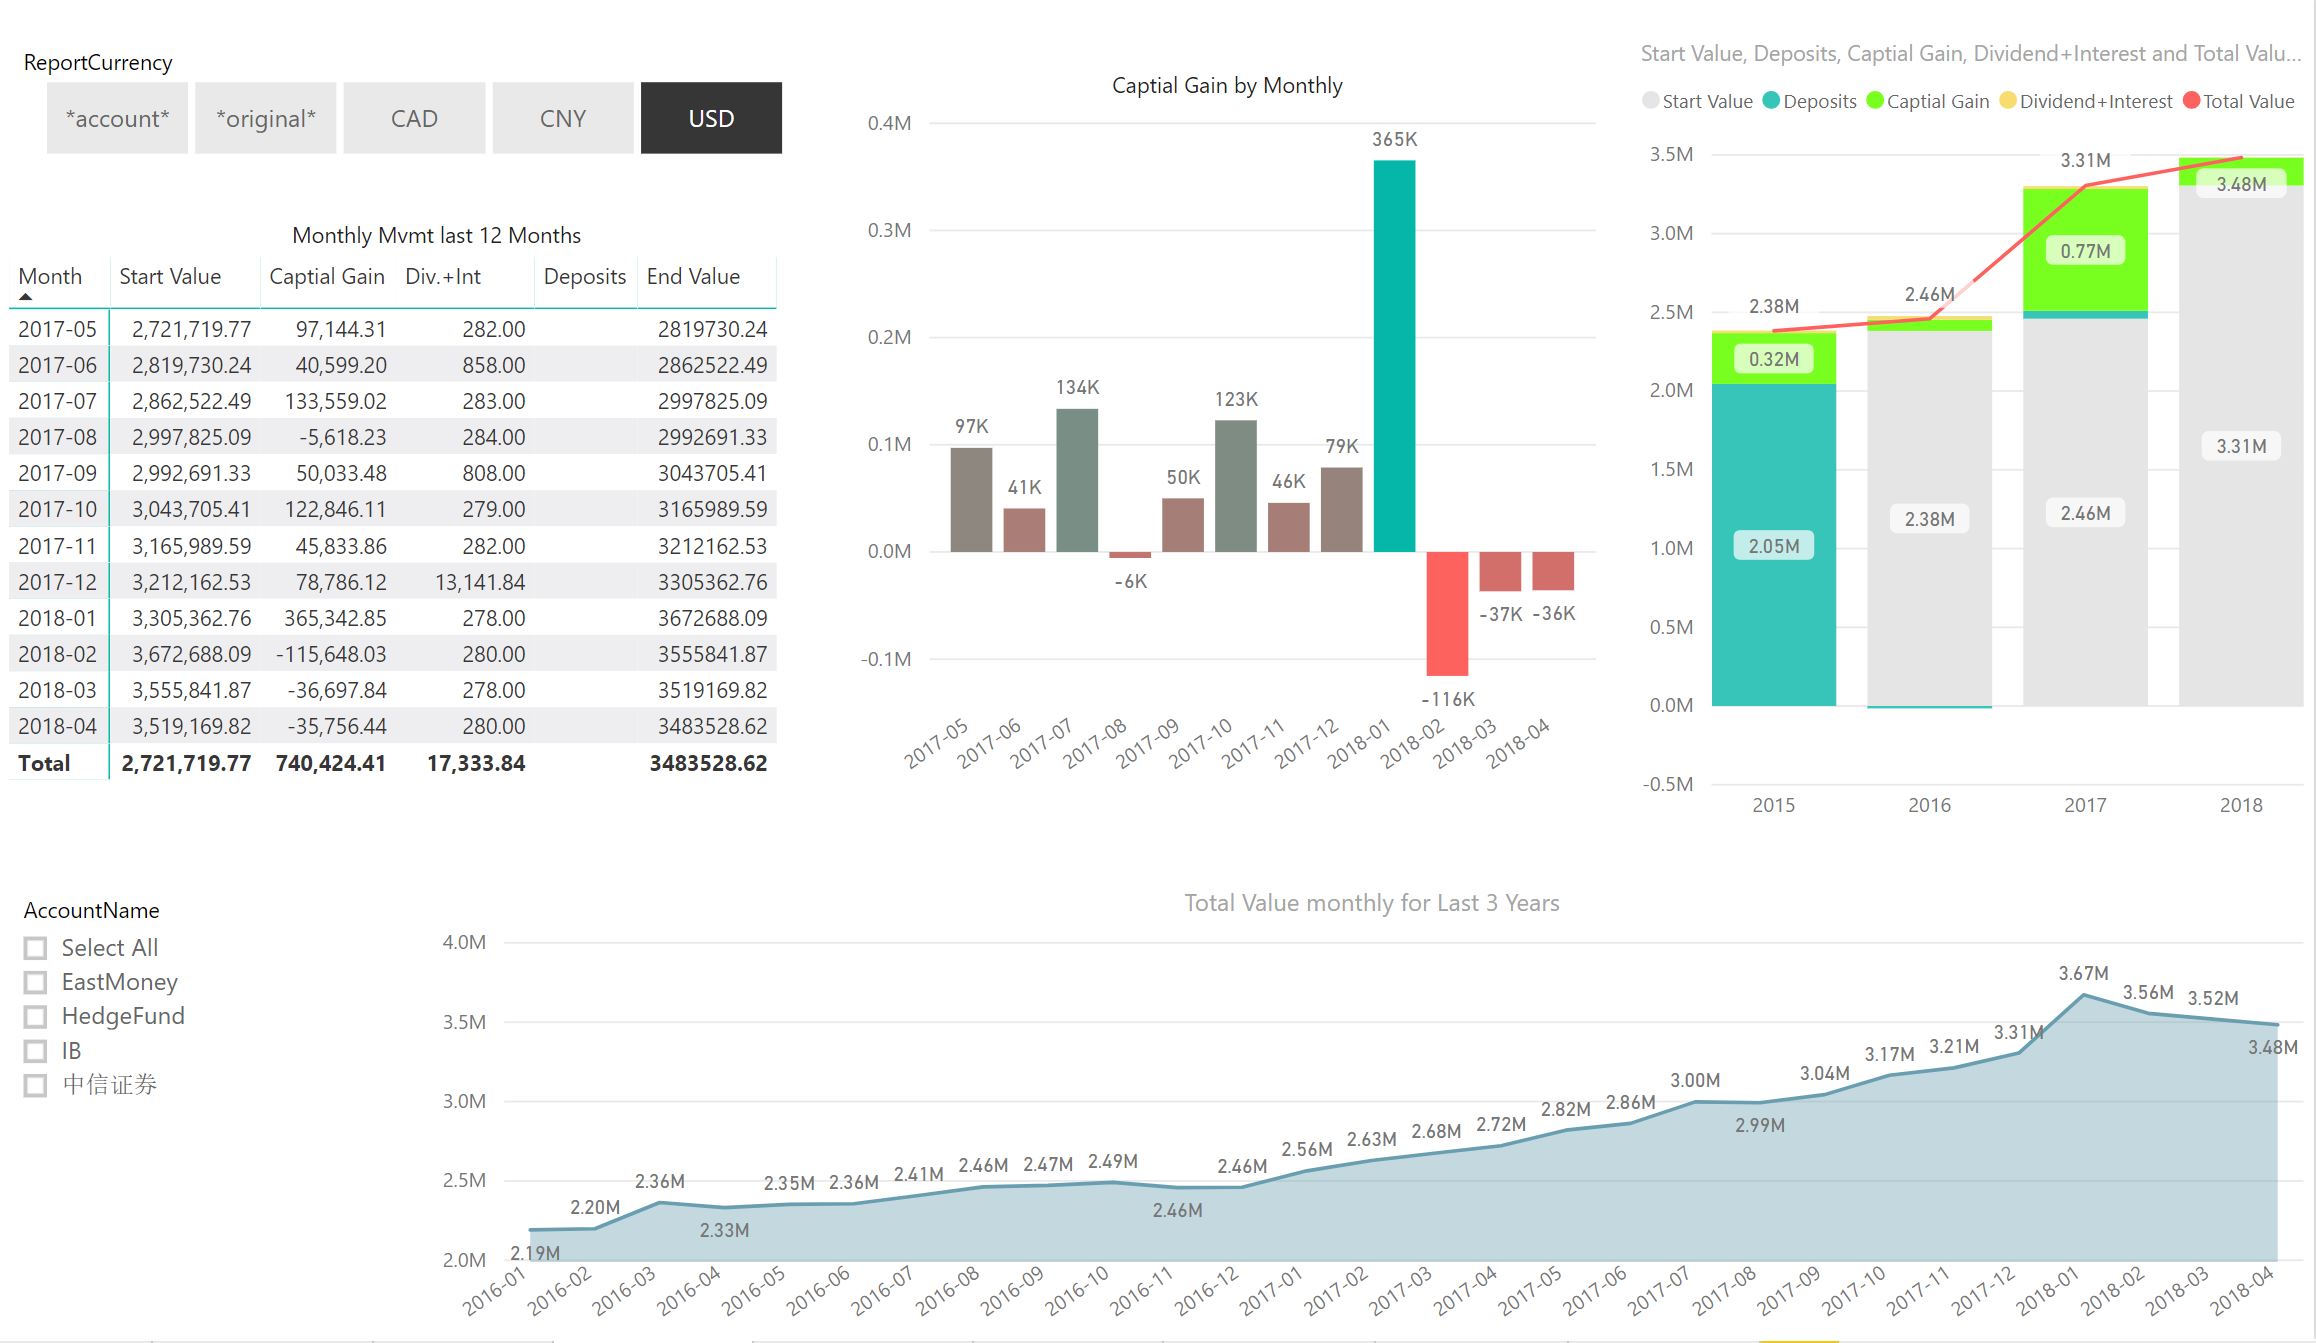 ReportCurrency
*account* *original* CAD CNY USD
Monthly Mvmt last 12 Months
Month Start Value Captial Gain Div.+Int Deposits End Value
2017-05 2,721,719.77 97,144.31 282.00 2819730.24
2017-06 2,819,730.24 40,599.20 858.00 2862522.49
2017-07 2,862,522.49 133,559.02 283.00 2997825.09
2017-08 2,997,825.09 -5,618.23 284.00 2992691.33
2017-09 2,992,691.33 50,033.48 808.00 3043705.41
2017-10 3,043,705.41 122,846.11 279.00 3165989.59
2017-11 3,165,989.59 45,833.86 282.00 3212162.53
2017-12 3,212,162.53 78,786.12 13,141.84 3305362.76
2018-01 3,305,362.76 365,342.85 278.00 3672688.09
2018-02 3,672,688.09 -115,648.03 280.00 3555841.87
2018-03 3,555,841.87 -36,697.84 278.00 3519169.82
2018-04 3,519,169.82 -35,756.44 280.00 3483528.62
Total 2,721,719.77 740,424.41 17,333.84 3483528.62
Captial Gain by Monthly
0.4M
0.3M
0.2M
0.1M
0.0M
-0.1M
97K 41K 134K -6K 50K 123K 46K 79K 365K -116K -37K -36K
2017-05 2017-06 2017-07 2017-08 2017-09 2017-10 2017-11 2017-12 2018-01 2018-02 2018-03 2018-04
Start Value, Deposits, Captial Gain, Dividend+Interest and Total Valu...
Start Value Deposits Captial Gain Dividend+Interest Total Value
3.5M
3.0M
2.5M
2.0M
1.5M
1.0M
0.5M
0.0M
-0.5M
2.38M 2.46M 3.31M 3.48M
0.32M 0.77M
2.05M 2.38M 2.46M 3.31M
2015 2016 2017 2018
AccountName
Select All
EastMoney
HedgeFund
IB
中信证券
Total Value monthly for Last 3 Years
4.0M
3.5M
3.0M
2.5M
2.0M
2.19M 2.20M 2.36M 2.33M 2.35M 2.36M 2.41M 2.46M 2.47M 2.49M 2.46M 2.46M 2.56M 2.63M 2.68M 2.72M 2.82M 2.86M 3.00M 2.99M 3.04M 3.17M 3.21M 3.31M 3.67M 3.56M 3.52M 3.48M
2016-01 2016-02 2016-03 2016-04 2016-05 2016-06 2016-07 2016-08 2016-09 2016-10 2016-11 2016-12 2017-01 2017-02 2017-03 2017-04 2017-05 2017-06 2017-07 2017-08 2017-09 2017-10 2017-11 2017-12 2018-01 2018-02 2018-03 2018-04